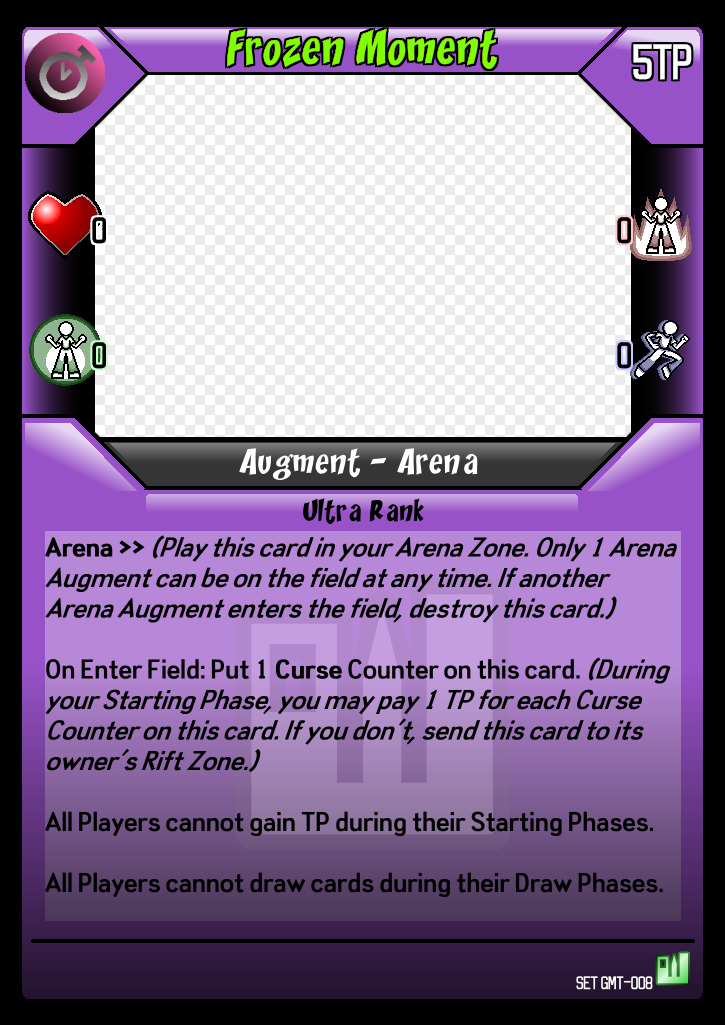 Frozen Moment
5TP
0
0
0
0
Augment - Arena
Ultra Rank
Arena >> (Play this card in your Arena Zone. Only 1 Arena
Augment can be on the field at any time. If another
Arena Augment enters the field, destroy this card.)
On Enter Field: Put 1 Curse Counter on this card. (During
your Starting Phase, you may pay 1 TP for each Curse
Counter on this card. If you don't, send this card to its
owner's Rift Zone.)
All Players cannot gain TP during their Starting Phases.
All Players cannot draw cards during their Draw Phases.
SET GMT-008